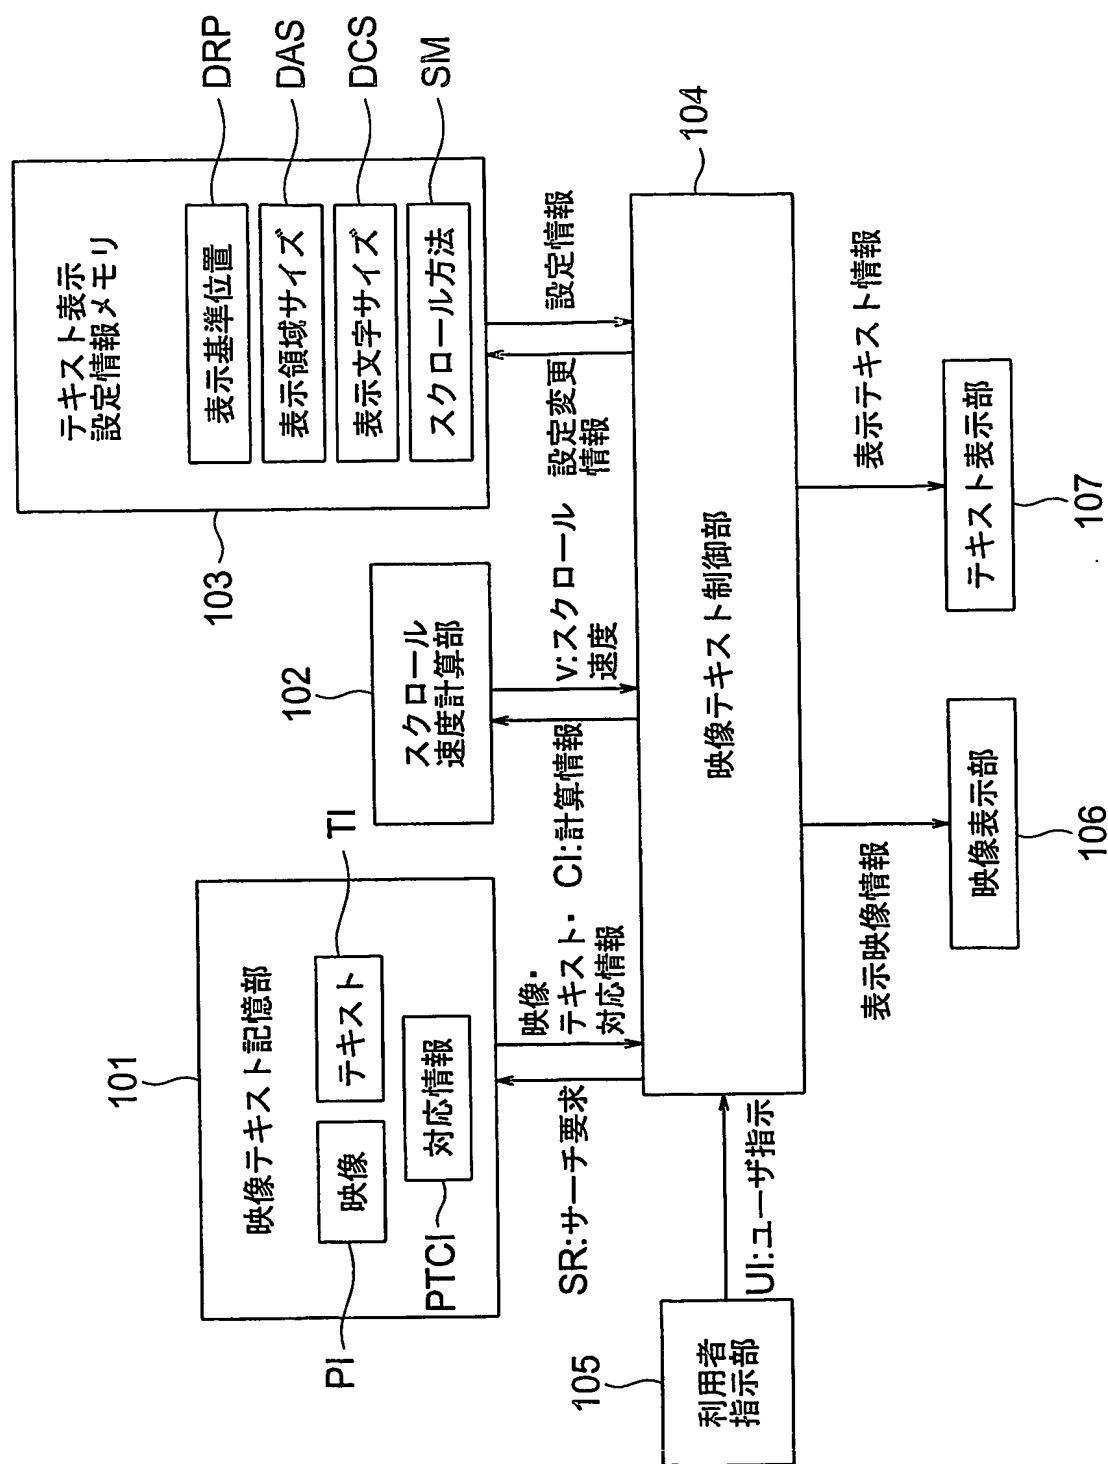 101
映像テキスト記憶部
映像
テキスト
対応情報
PI
TI
PTCI
102
スクロール
速度計算部
103
テキスト表示
設定情報メモリ
表示基準位置
表示領域サイズ
表示文字サイズ
スクロール方法
DRP
DAS
DCS
SM
SR:サーチ要求
映像・
テキスト・
対応情報
CI:計算情報
v:スクロール
速度
設定変更
情報
設定情報
104
映像テキスト制御部
105
利用者
指示部
UI:ユーザ指示
表示映像情報
映像表示部
106
表示テキスト情報
テキスト表示部
107